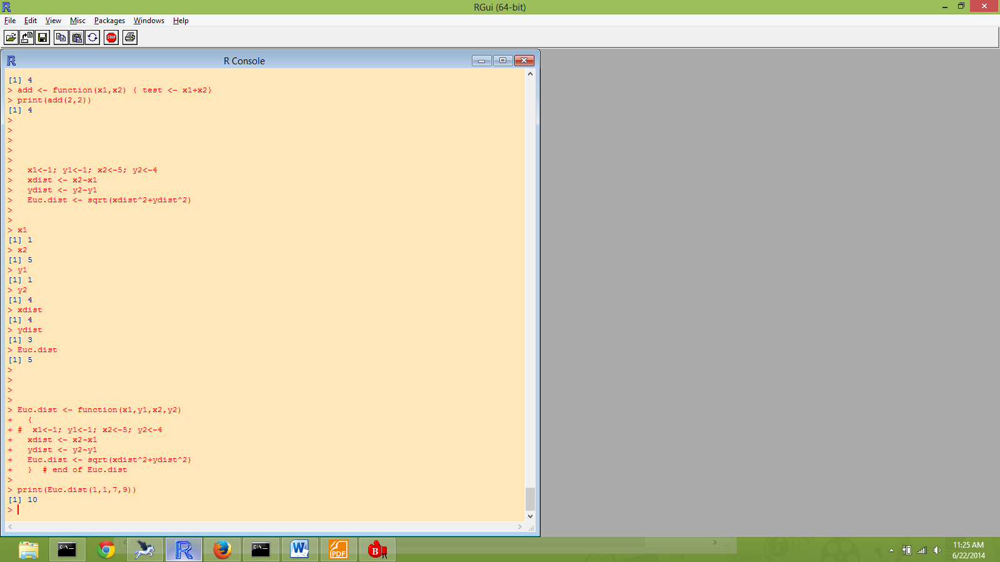 RGui (64-bit)
File Edit View Misc Packages Windows Help
STOP
R Console
[1] 4
> add <- function(x1,x2) { test <- x1+x2}
> print(add(2,2))
[1] 4
>
>
>
>
>
>   x1<-1; y1<-1; x2<-5; y2<-4
>   xdist <- x2-x1
>   ydist <- y2-y1
>   Euc.dist <- sqrt(xdist^2+ydist^2)
>
>
> x1
[1] 1
> x2
[1] 5
> y1
[1] 1
> y2
[1] 4
> xdist
[1] 4
> ydist
[1] 3
> Euc.dist
[1] 5
>
>
>
>
> Euc.dist <- function(x1,y1,x2,y2)
+   {
+ #  x1<-1; y1<-1; x2<-5; y2<-4
+   xdist <- x2-x1
+   ydist <- y2-y1
+   Euc.dist <- sqrt(xdist^2+ydist^2)
+   }  # end of Euc.dist
>
> print(Euc.dist(1,1,7,9))
[1] 10
>
C:\_ R C:\_ W PDF B
11:25 AM
6/22/2014